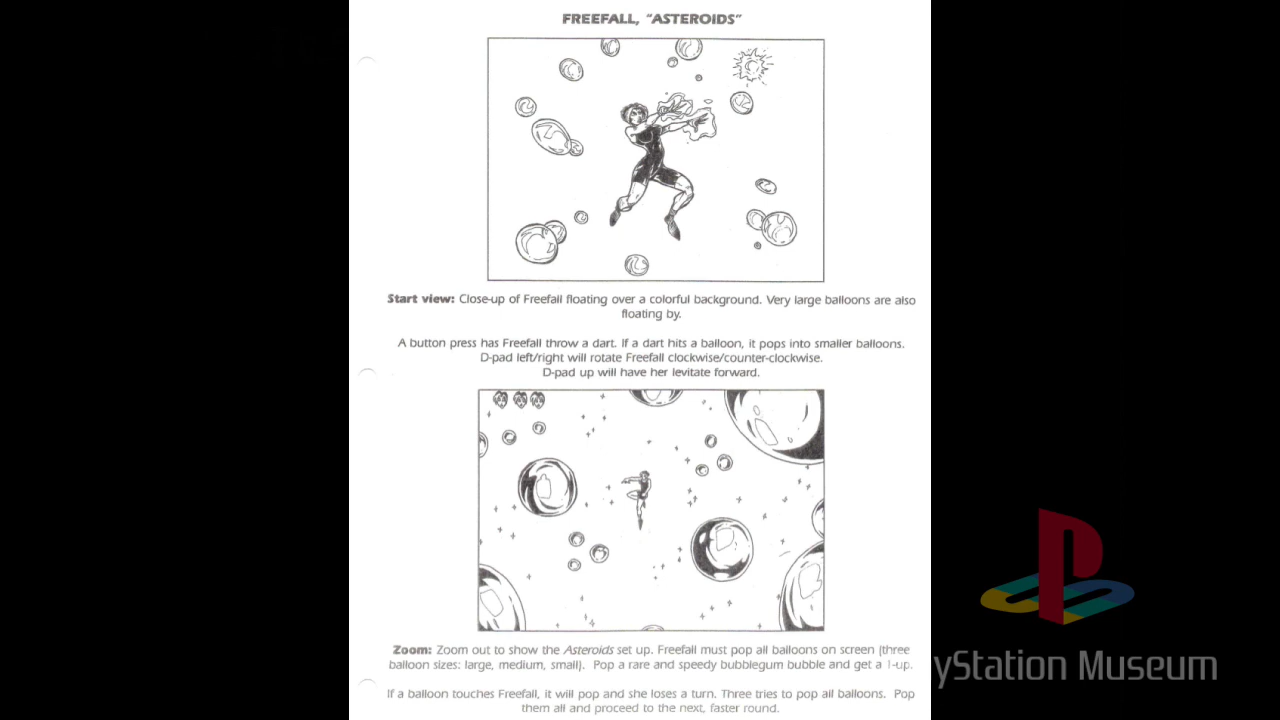 FREEFALL, "ASTEROIDS"
Start view: Close-up of Freefall floating over a colorful background. Very large balloons are also
floating by.
A button press has Freefall throw a dart. If a dart hits a balloon, it pops into smaller balloons.
D-pad left/right will rotate Freefall clockwise/counter-clockwise.
D-pad up will have her levitate forward.
Zoom: Zoom out to show the Asteroids set up. Freefall must pop all balloons on screen (three
balloon sizes: large, medium, small). Pop a rare and speedy bubblegum bubble and get a 1-up.
If a balloon touches Freefall, it will pop and she loses a turn. Three tries to pop all balloons. Pop
them all and proceed to the next, faster round.
yStation Museum